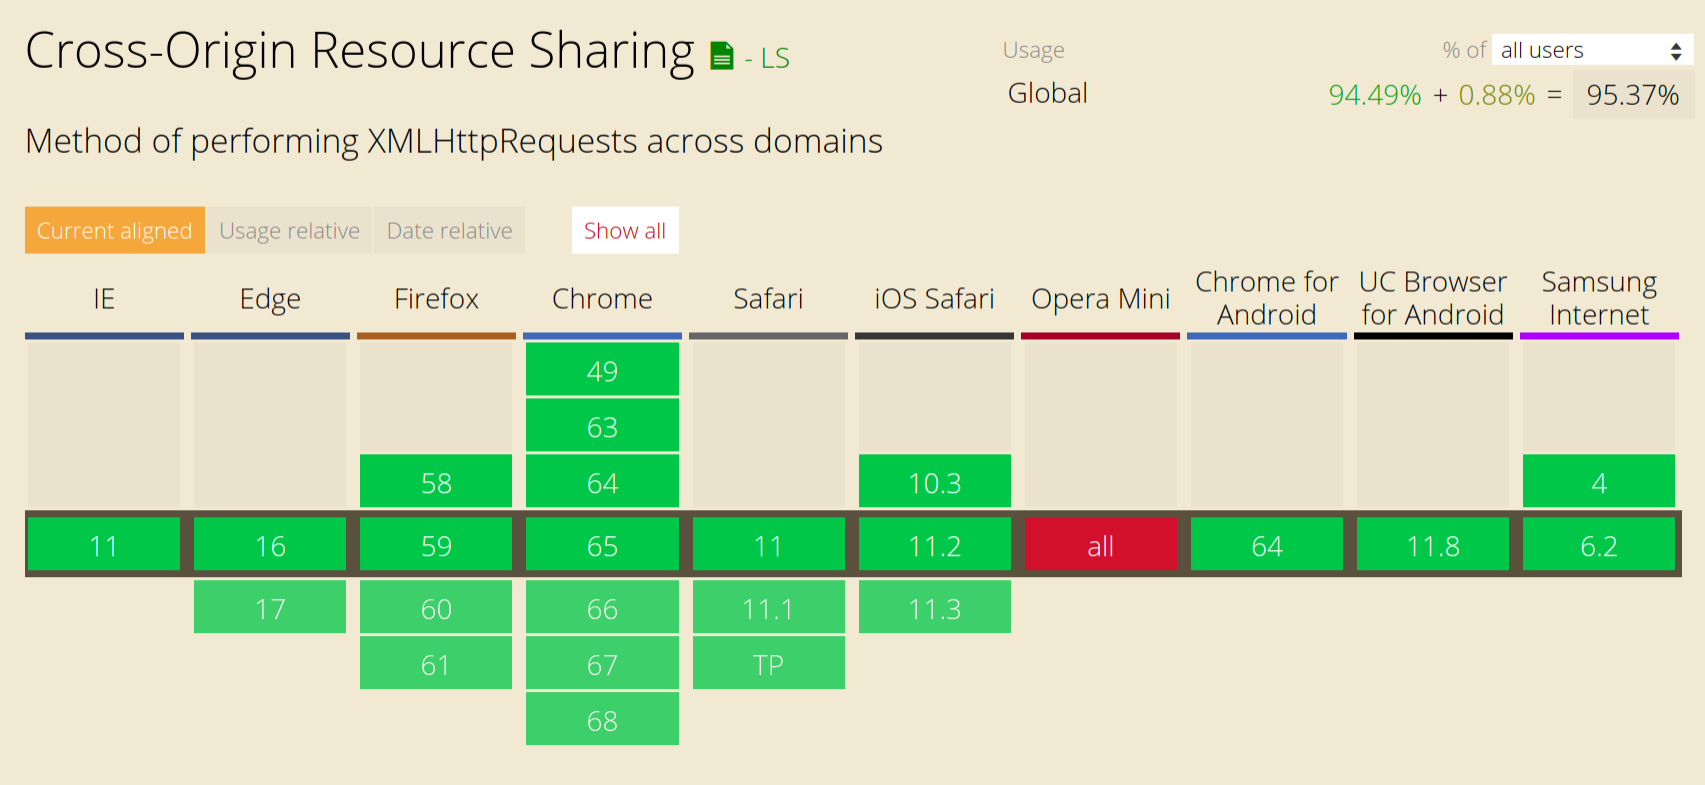 Cross-Origin Resource Sharing - LS
Usage % of all users
Global 94.49% + 0.88% = 95.37%
Method of performing XMLHttpRequests across domains
Current aligned Usage relative Date relative Show all
IE Edge Firefox Chrome Safari iOS Safari Opera Mini Chrome for Android UC Browser for Android Samsung Internet
49
63
58 64 10.3 4
11 16 59 65 11 11.2 all 64 11.8 6.2
17 60 66 11.1 11.3
61 67 TP
68